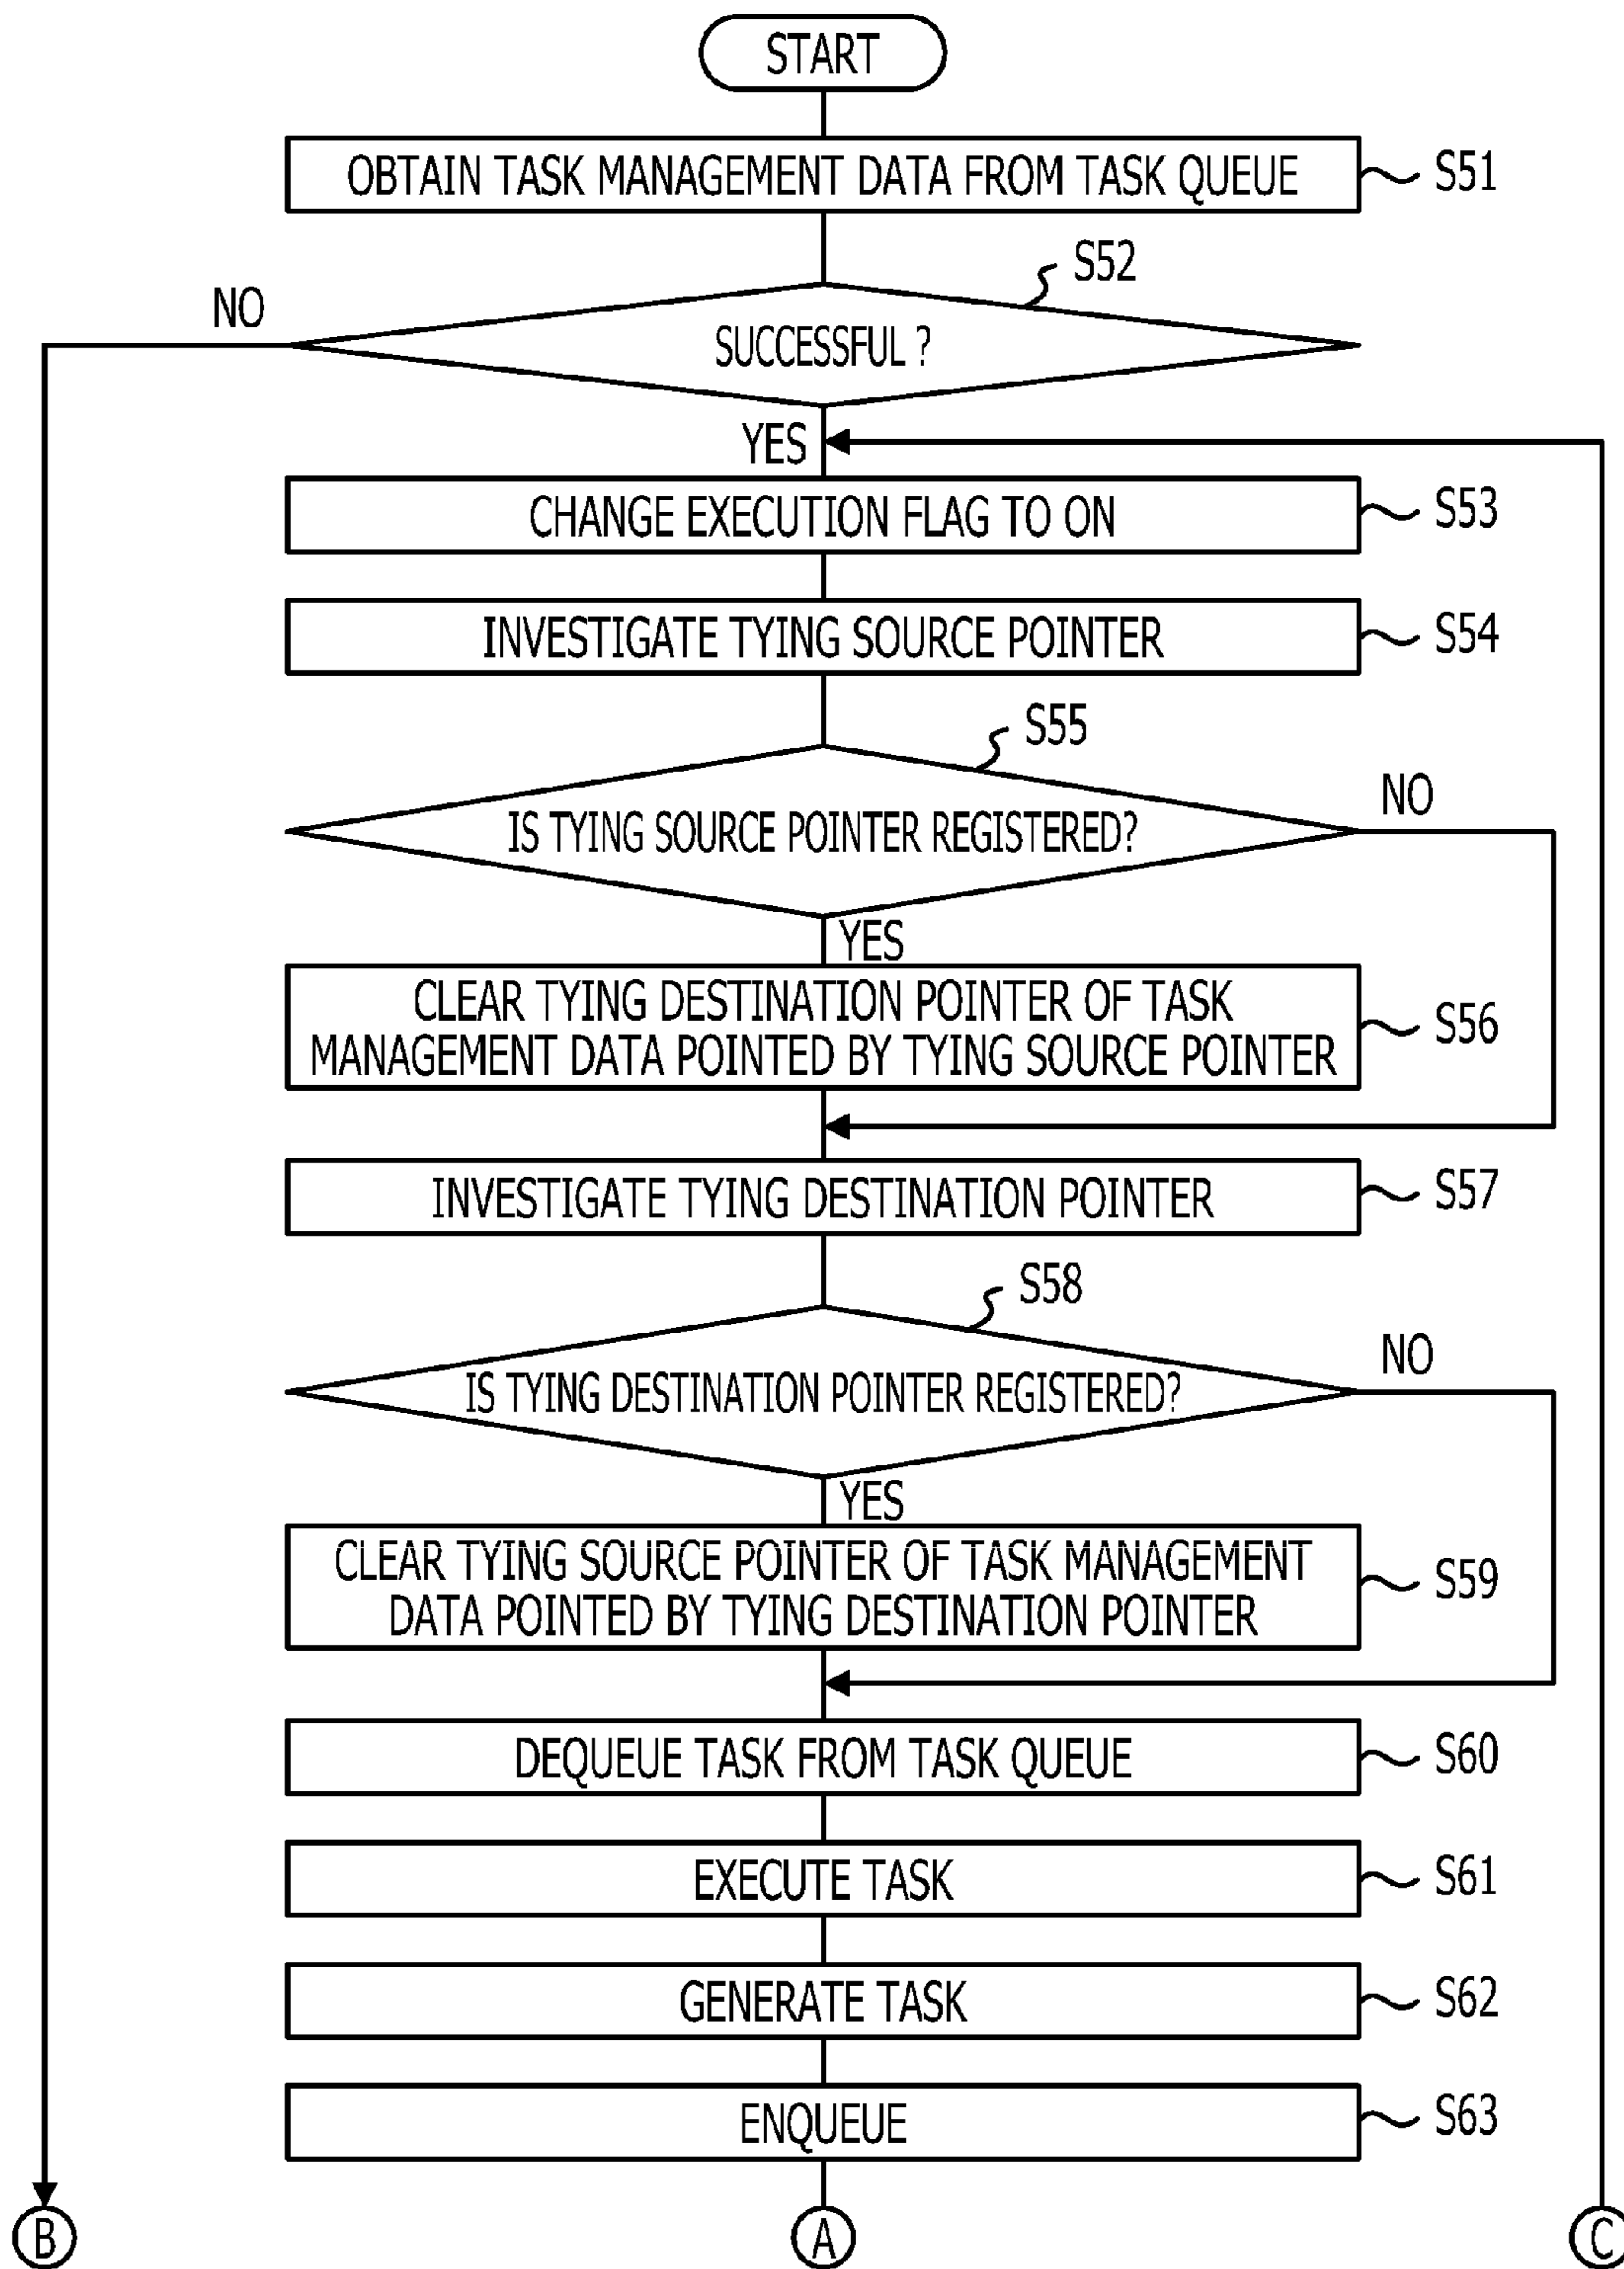 START
OBTAIN TASK MANAGEMENT DATA FROM TASK QUEUE
S51
S52
NO
SUCCESSFUL ?
YES
CHANGE EXECUTION FLAG TO ON
S53
INVESTIGATE TYING SOURCE POINTER
S54
S55
NO
IS TYING SOURCE POINTER REGISTERED?
YES
CLEAR TYING DESTINATION POINTER OF TASK
MANAGEMENT DATA POINTED BY TYING SOURCE POINTER
S56
INVESTIGATE TYING DESTINATION POINTER
S57
S58
NO
IS TYING DESTINATION POINTER REGISTERED?
YES
CLEAR TYING SOURCE POINTER OF TASK MANAGEMENT
DATA POINTED BY TYING DESTINATION POINTER
S59
DEQUEUE TASK FROM TASK QUEUE
S60
EXECUTE TASK
S61
GENERATE TASK
S62
ENQUEUE
S63
B
A
C